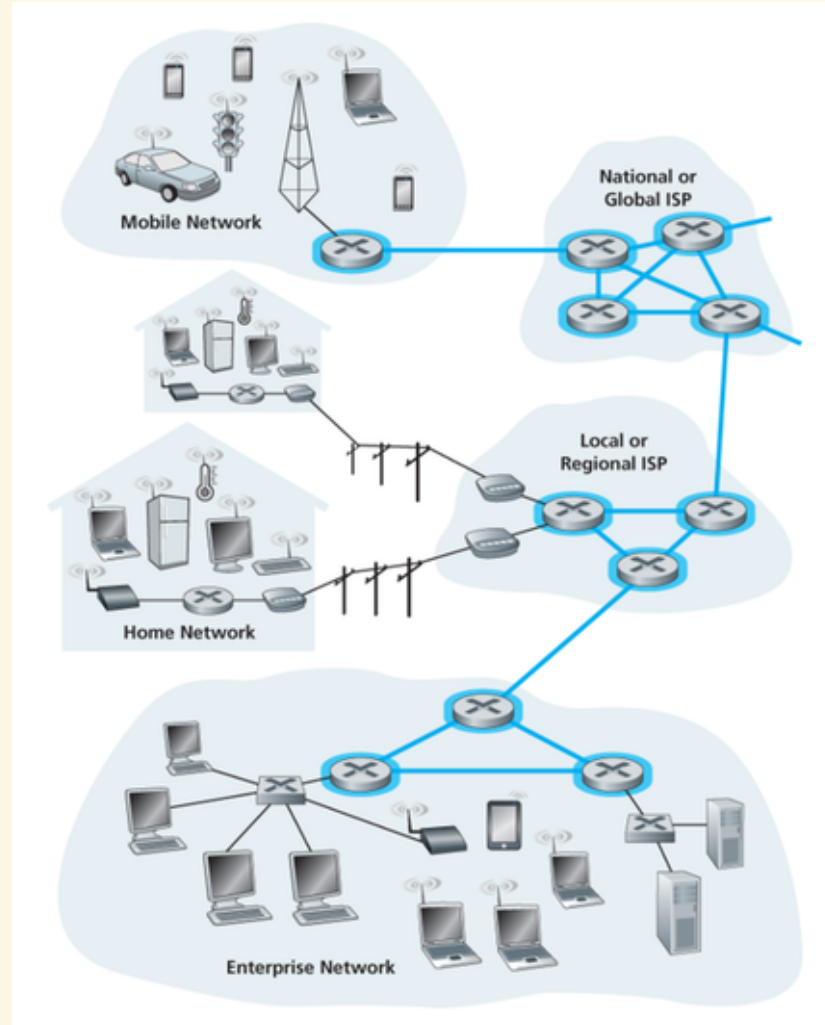 Mobile Network
National or
Global ISP
Local or
Regional ISP
Home Network
Enterprise Network